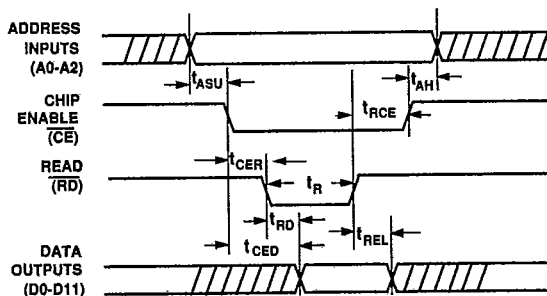 ADDRESS
INPUTS
(A0-A2)
tASU
tAH
CHIP
ENABLE
(CE)
tRCE
tCER
READ
(RD)
tR
tRD
tREL
tCED
DATA
OUTPUTS
(D0-D11)